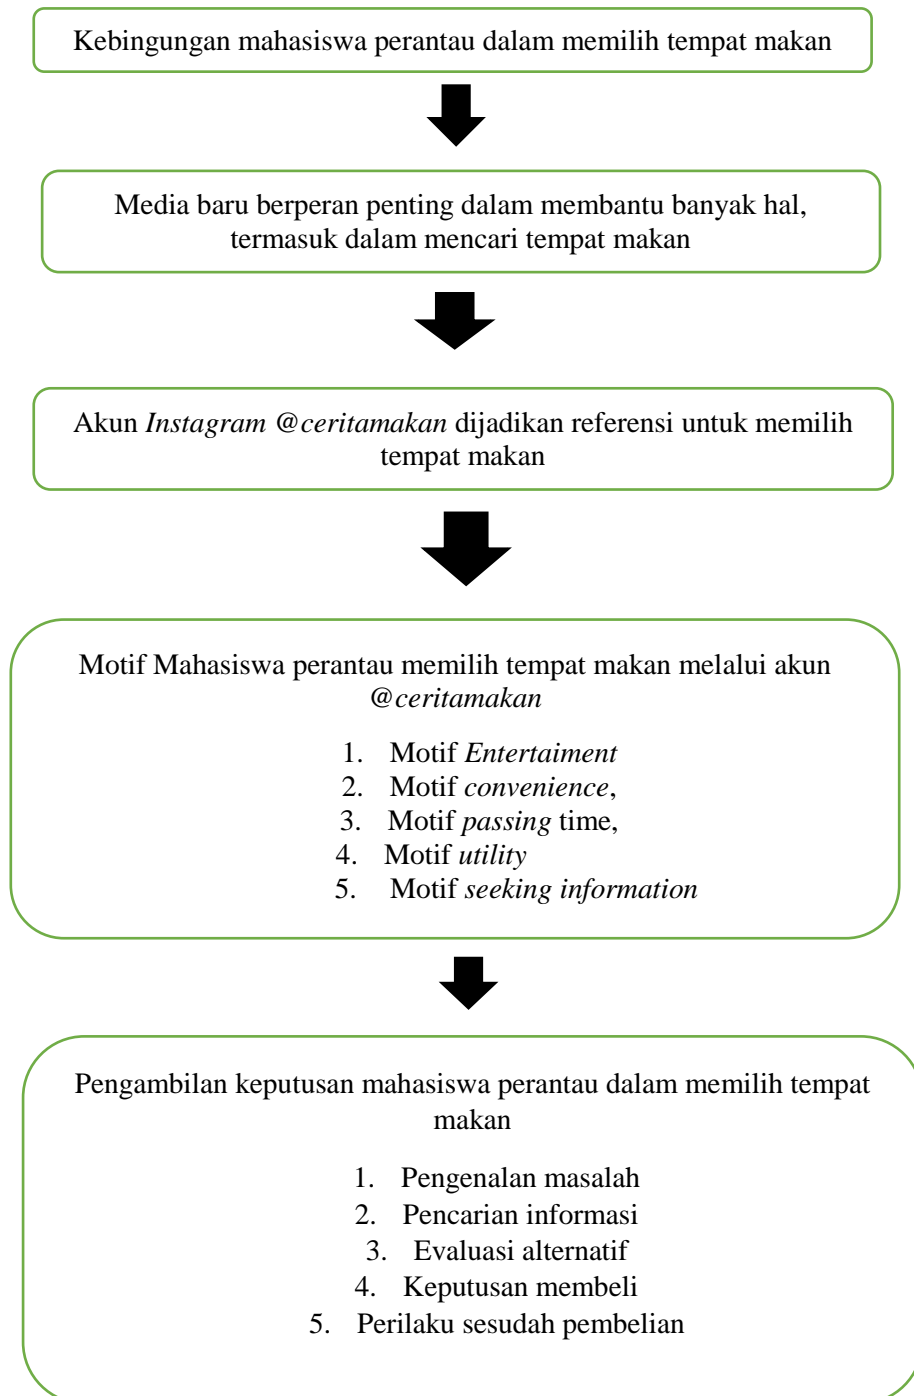 Kebingungan mahasiswa perantau dalam memilih tempat makan
Media baru berperan penting dalam membantu banyak hal,
termasuk dalam mencari tempat makan
Akun Instagram @ceritamakan dijadikan referensi untuk memilih
tempat makan
Motif Mahasiswa perantau memilih tempat makan melalui akun
@ceritamakan
1. Motif Entertaiment
2. Motif convenience,
3. Motif passing time,
4. Motif utility
5. Motif seeking information
Pengambilan keputusan mahasiswa perantau dalam memilih tempat
makan
1. Pengenalan masalah
2. Pencarian informasi
3. Evaluasi alternatif
4. Keputusan membeli
5. Perilaku sesudah pembelian